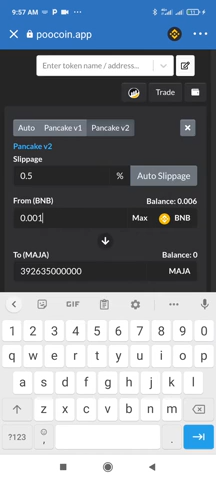 9:57 AM
poocoin.app
Enter token name / address...
Trade
Auto Pancake v1 Pancake v2
Pancake v2
Slippage
0.5 % Auto Slippage
From (BNB) Balance: 0.006
0.001 Max BNB
To (MAJA) Balance: 0
392635000000 MAJA
GIF
1 2 3 4 5 6 7 8 9 0
q w e r t y u i o p
a s d f g h j k l
z x c v b n m
?123 , .